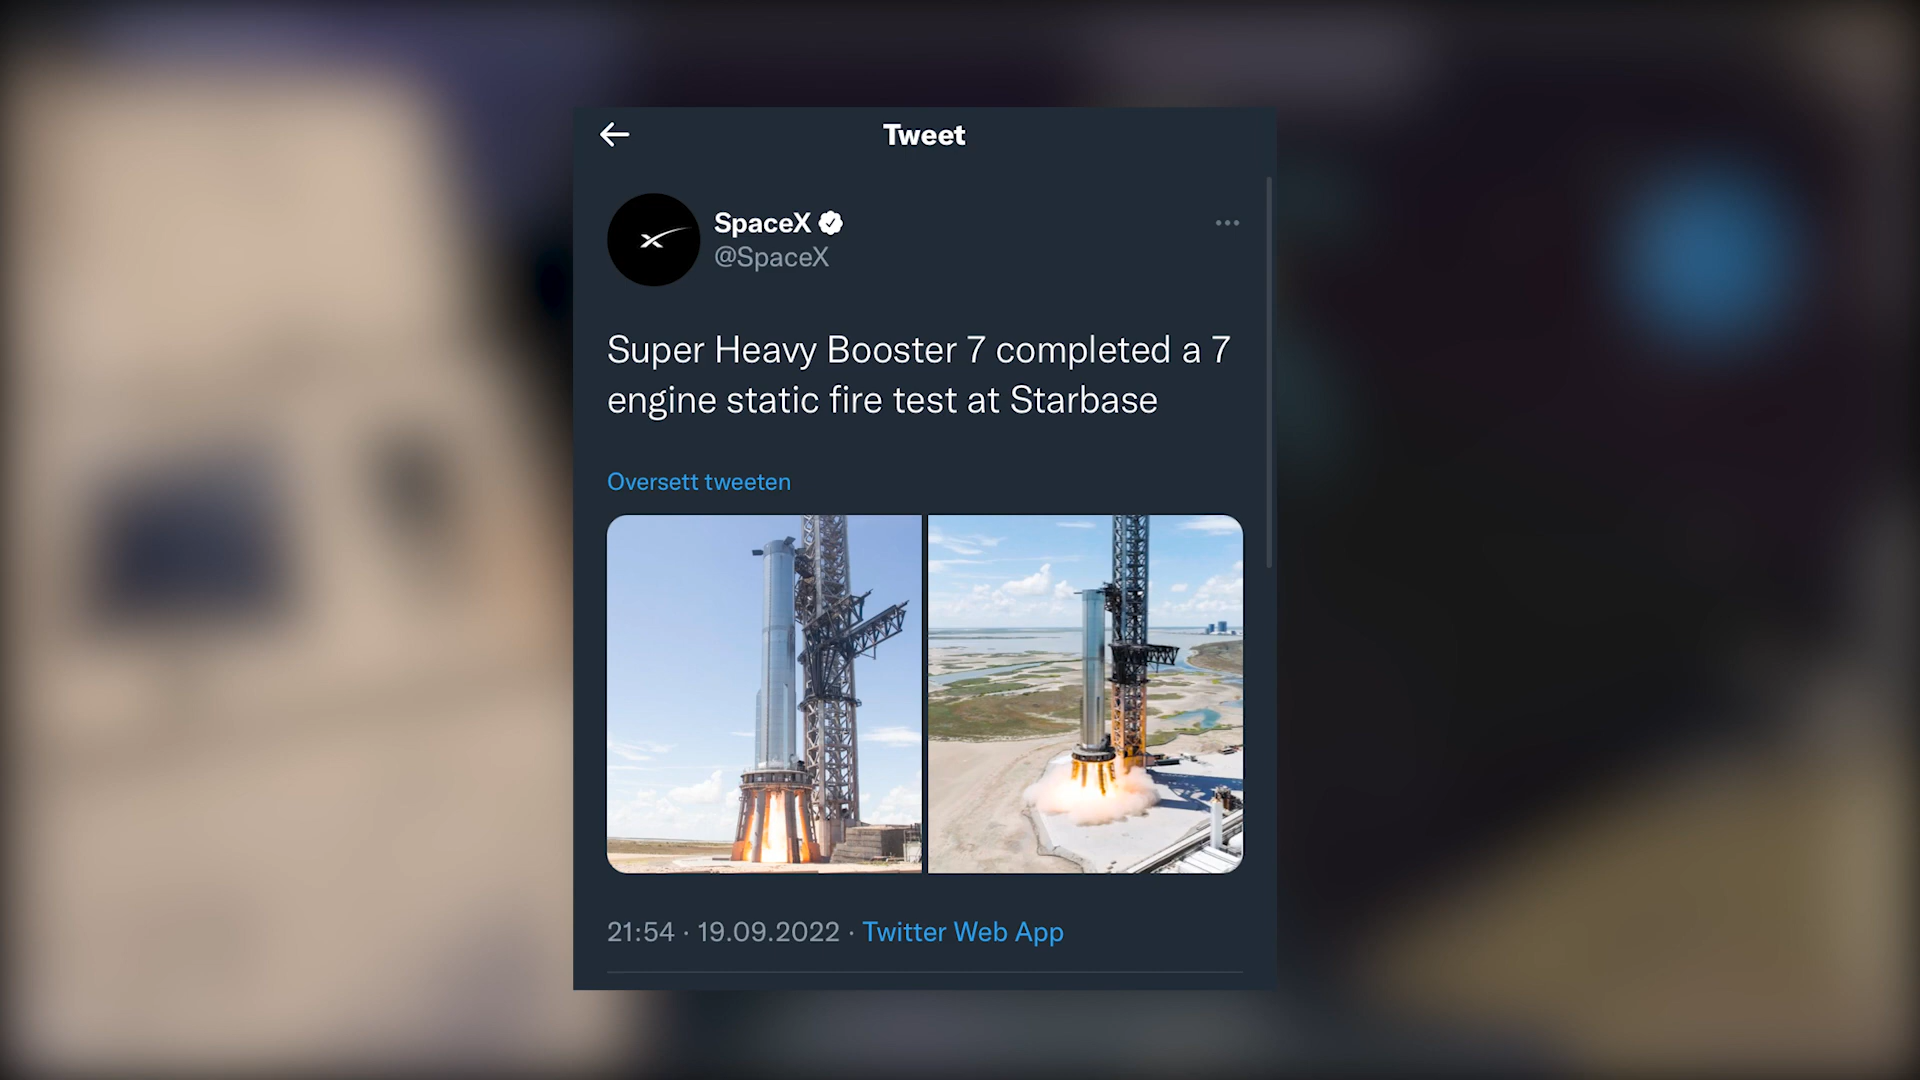 Tweet
SpaceX
@SpaceX
Super Heavy Booster 7 completed a 7
engine static fire test at Starbase
Oversett tweeten
21:54 · 19.09.2022 · Twitter Web App